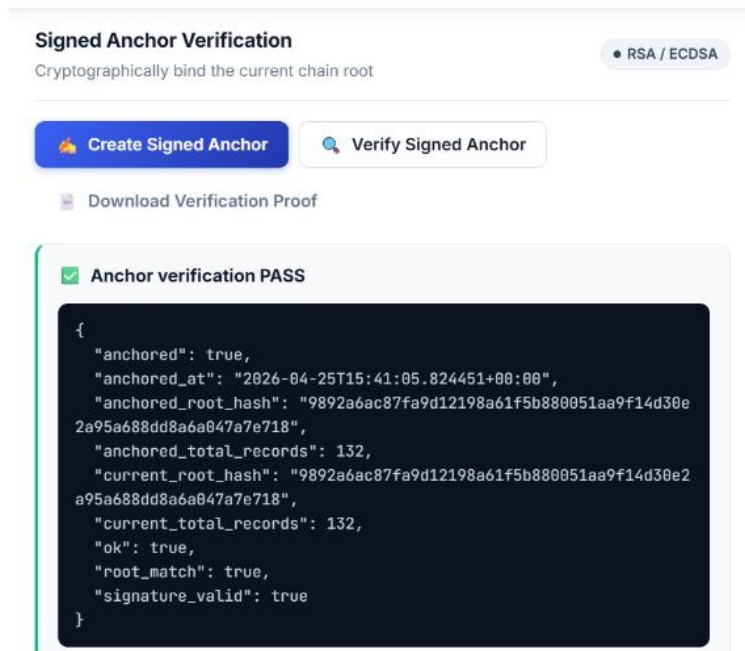 Signed Anchor Verification
Cryptographically bind the current chain root
• RSA / ECDSA
Create Signed Anchor
Verify Signed Anchor
Download Verification Proof
Anchor verification PASS
{
"anchored": true,
"anchored_at": "2026-04-25T15:41:05.824451+00:00",
"anchored_root_hash": "9892a6ac87fa9d12198a61f5b880051aa9f14d30e
2a95a688dd8a6a047a7e718",
"anchored_total_records": 132,
"current_root_hash": "9892a6ac87fa9d12198a61f5b880051aa9f14d30e2
a95a688dd8a6a047a7e718",
"current_total_records": 132,
"ok": true,
"root_match": true,
"signature_valid": true
}